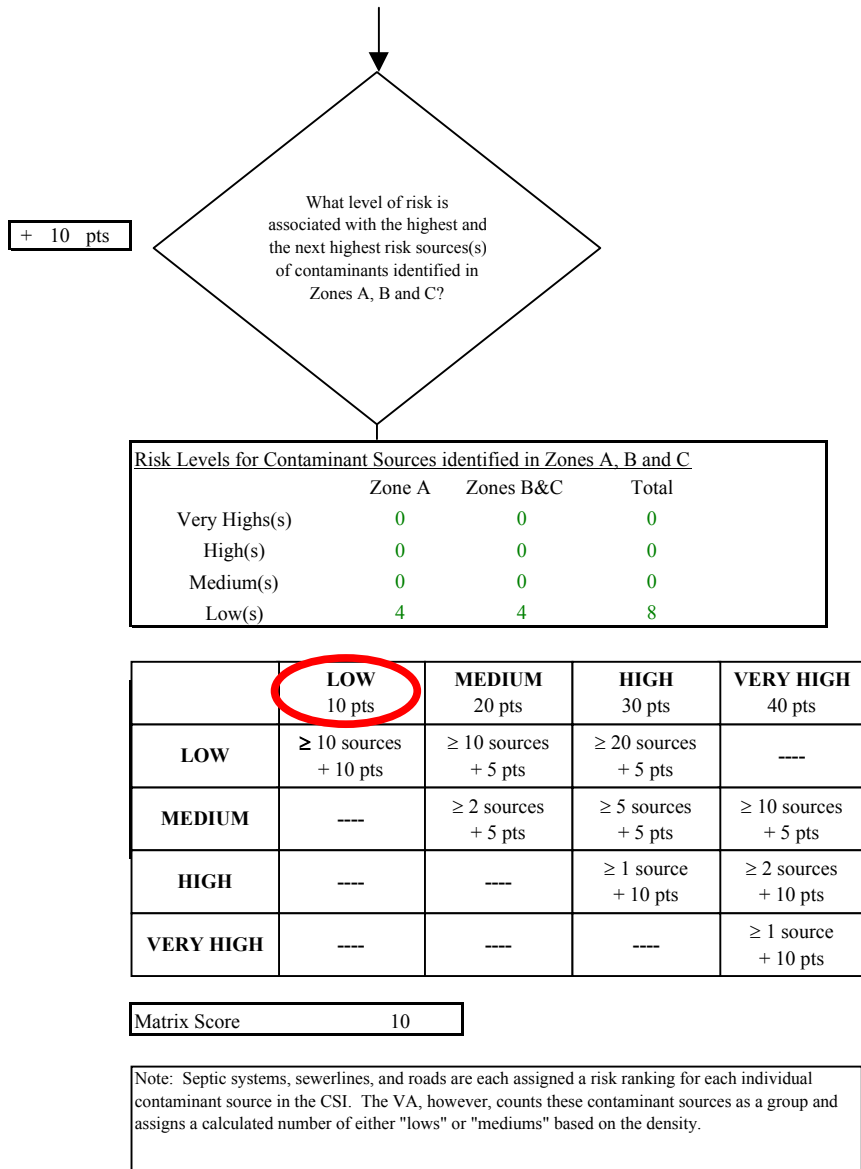 What level of risk is
associated with the highest and
the next highest risk sources(s)
of contaminants identified in
Zones A, B and C?
+ 10 pts
Risk Levels for Contaminant Sources identified in Zones A, B and C
Zone A Zones B&C Total
Very Highs(s) 0 0 0
High(s) 0 0 0
Medium(s) 0 0 0
Low(s) 4 4 8
LOW MEDIUM HIGH VERY HIGH
10 pts 20 pts 30 pts 40 pts
LOW ≥ 10 sources + 10 pts ≥ 10 sources + 5 pts ≥ 20 sources + 5 pts ----
MEDIUM ---- ≥ 2 sources + 5 pts ≥ 5 sources + 5 pts ≥ 10 sources + 5 pts
HIGH ---- ---- ≥ 1 source + 10 pts ≥ 2 sources + 10 pts
VERY HIGH ---- ---- ---- ≥ 1 source + 10 pts
Matrix Score 10
Note: Septic systems, sewerlines, and roads are each assigned a risk ranking for each individual
contaminant source in the CSI. The VA, however, counts these contaminant sources as a group and
assigns a calculated number of either "lows" or "mediums" based on the density.